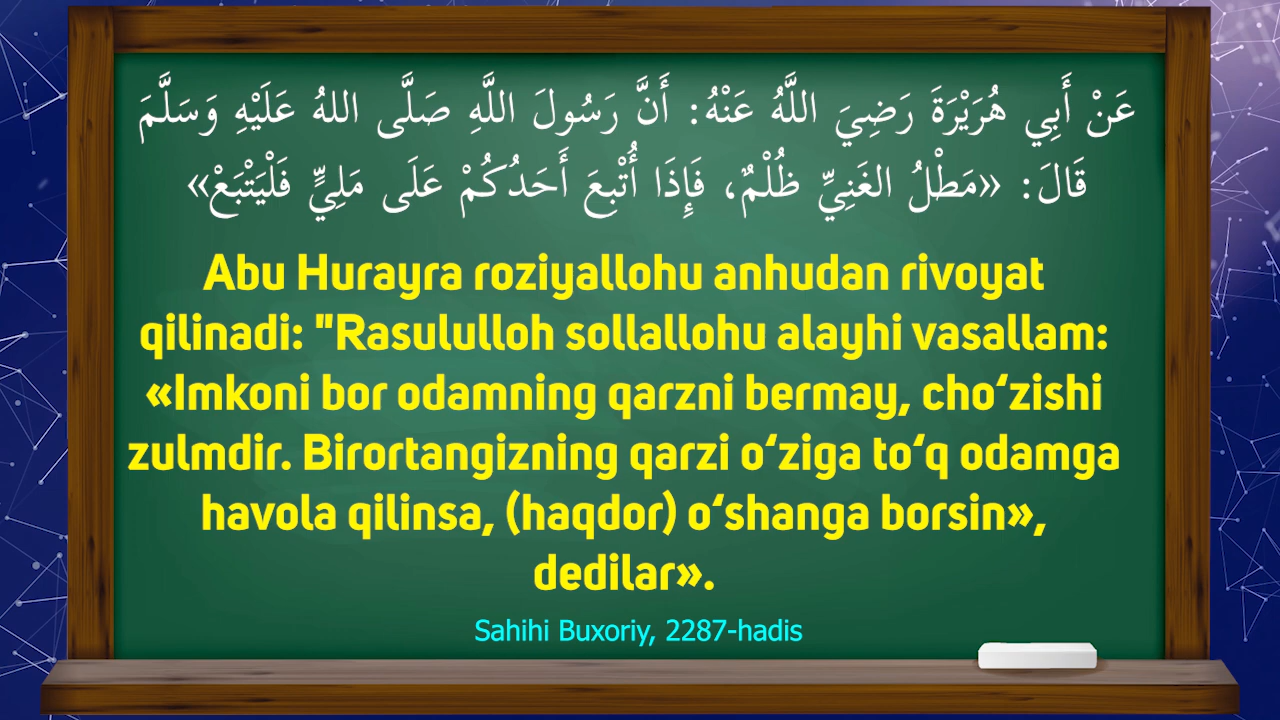 عَنْ أَبِي هُرَيْرَةَ رَضِيَ اللَّهُ عَنْهُ: أَنَّ رَسُولَ اللَّهِ صَلَّى اللهُ عَلَيْهِ وَسَلَّمَ
قَالَ: «مَطْلُ الغَنِيِّ ظُلْمٌ، فَإِذَا أُتْبِعَ أَحَدُكُمْ عَلَى مَلِيٍّ فَلْيَتْبَعْ»
Abu Hurayra roziyallohu anhudan rivoyat
qilinadi: "Rasululloh sollallohu alayhi vasallam:
«Imkoni bor odamning qarzni bermay, cho‘zishi
zulmdir. Birortangizning qarzi o‘ziga to‘q odamga
havola qilinsa, (haqdor) o‘shanga borsin»,
dedilar».
Sahihi Buxoriy, 2287-hadis